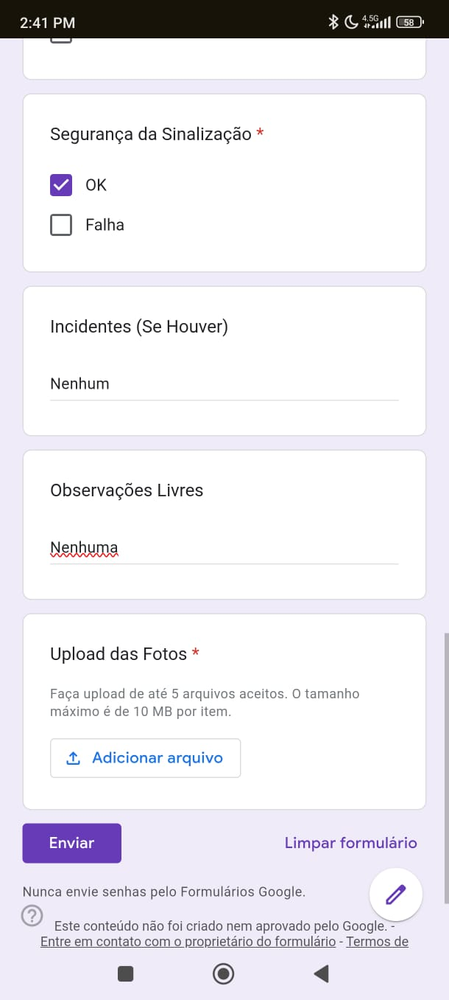 2:41 PM
4.5G
58
Segurança da Sinalização *
OK
Falha
Incidentes (Se Houver)
Nenhum
Observações Livres
Nenhuma
Upload das Fotos *
Faça upload de até 5 arquivos aceitos. O tamanho
máximo é de 10 MB por item.
Adicionar arquivo
Enviar
Limpar formulário
Nunca envie senhas pelo Formulários Google.
Este conteúdo não foi criado nem aprovado pelo Google. -
Entre em contato com o proprietário do formulário - Termos de